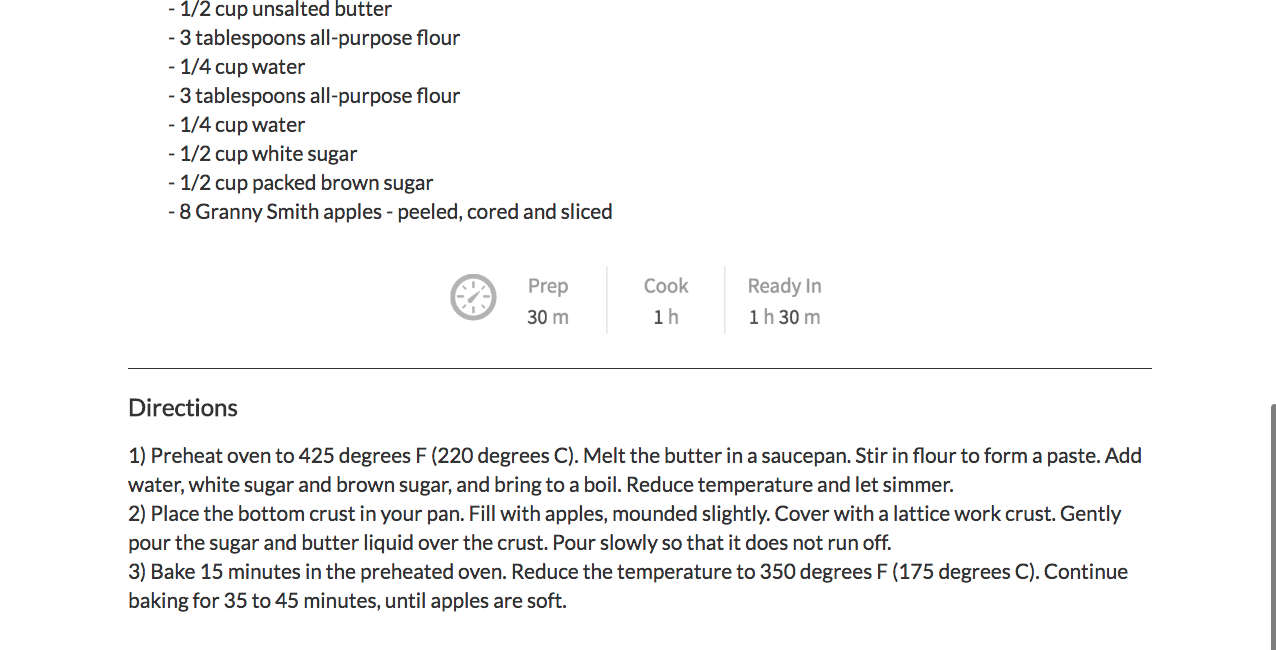 - 1/2 cup unsalted butter
- 3 tablespoons all-purpose flour
- 1/4 cup water
- 3 tablespoons all-purpose flour
- 1/4 cup water
- 1/2 cup white sugar
- 1/2 cup packed brown sugar
- 8 Granny Smith apples - peeled, cored and sliced
Prep Cook Ready In
30 m 1 h 1 h 30 m
Directions
1) Preheat oven to 425 degrees F (220 degrees C). Melt the butter in a saucepan. Stir in flour to form a paste. Add
water, white sugar and brown sugar, and bring to a boil. Reduce temperature and let simmer.
2) Place the bottom crust in your pan. Fill with apples, mounded slightly. Cover with a lattice work crust. Gently
pour the sugar and butter liquid over the crust. Pour slowly so that it does not run off.
3) Bake 15 minutes in the preheated oven. Reduce the temperature to 350 degrees F (175 degrees C). Continue
baking for 35 to 45 minutes, until apples are soft.